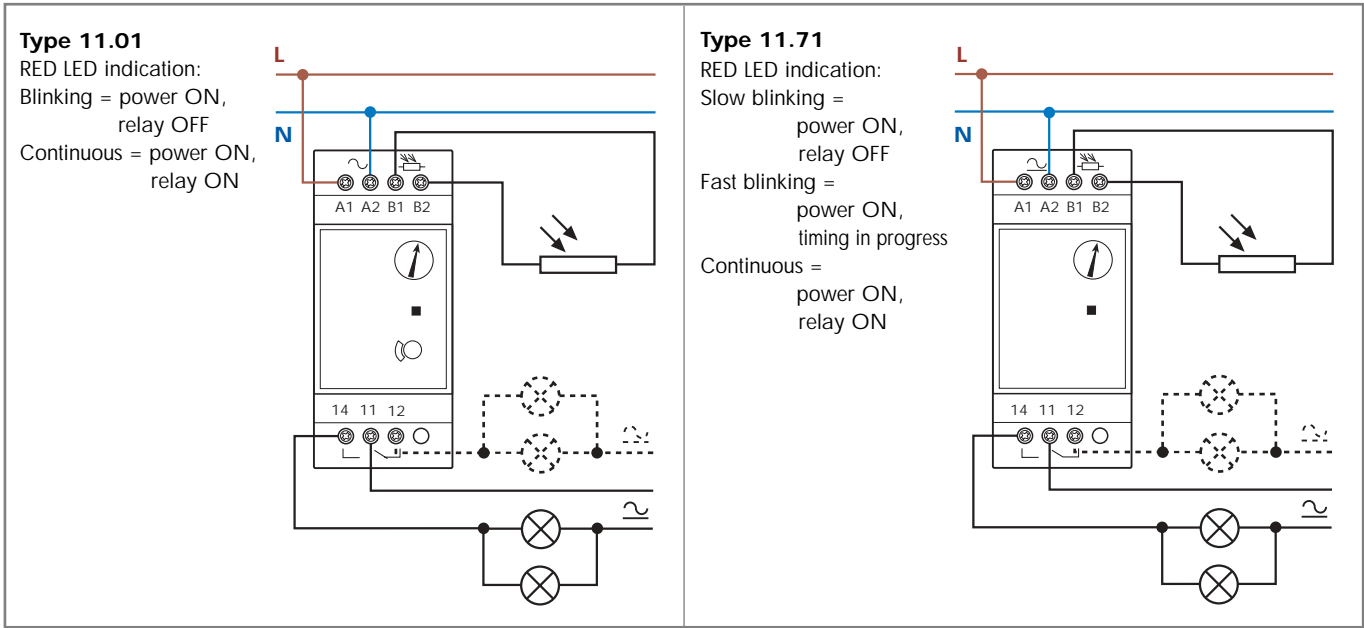 Type 11.01
RED LED indication:
Blinking = power ON,
relay OFF
Continuous = power ON,
relay ON
L
N
A1 A2 B1 B2
14 11 12
Type 11.71
RED LED indication:
Slow blinking =
power ON,
relay OFF
Fast blinking =
power ON,
timing in progress
Continuous =
power ON,
relay ON
L
N
A1 A2 B1 B2
14 11 12